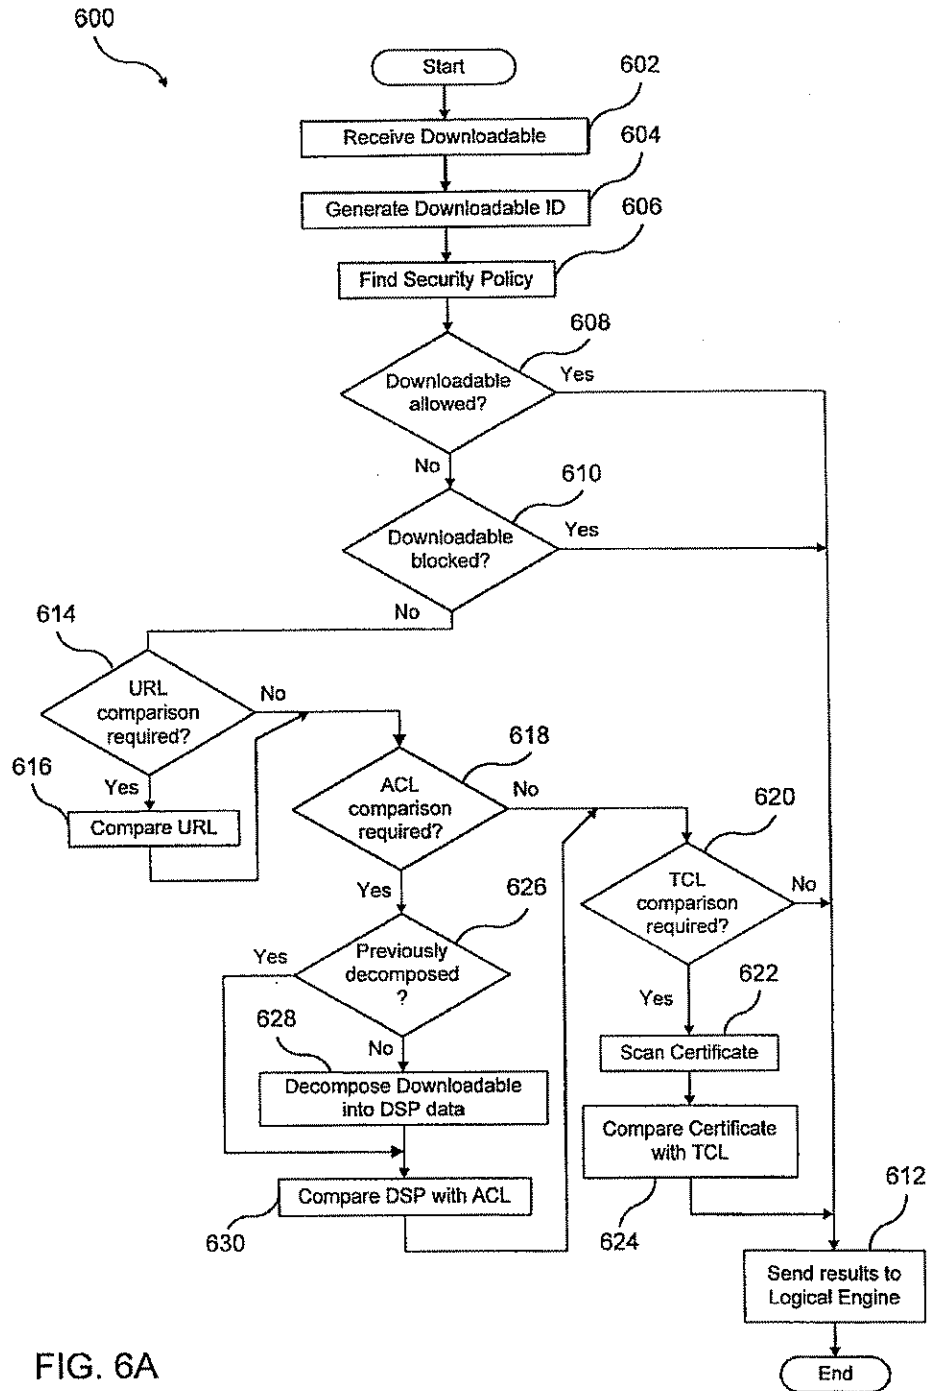 600
Start
602
Receive Downloadable
604
Generate Downloadable ID
606
Find Security Policy
608
Downloadable
allowed?
Yes
No
610
Downloadable
blocked?
Yes
No
614
URL
comparison
required?
No
Yes
616
Compare URL
618
ACL
comparison
required?
No
Yes
620
TCL
comparison
required?
No
Yes
626
Previously
decomposed
?
Yes
No
628
Decompose Downloadable
into DSP data
Compare DSP with ACL
630
622
Scan Certificate
Compare Certificate
with TCL
624
612
Send results to
Logical Engine
End
FIG. 6A